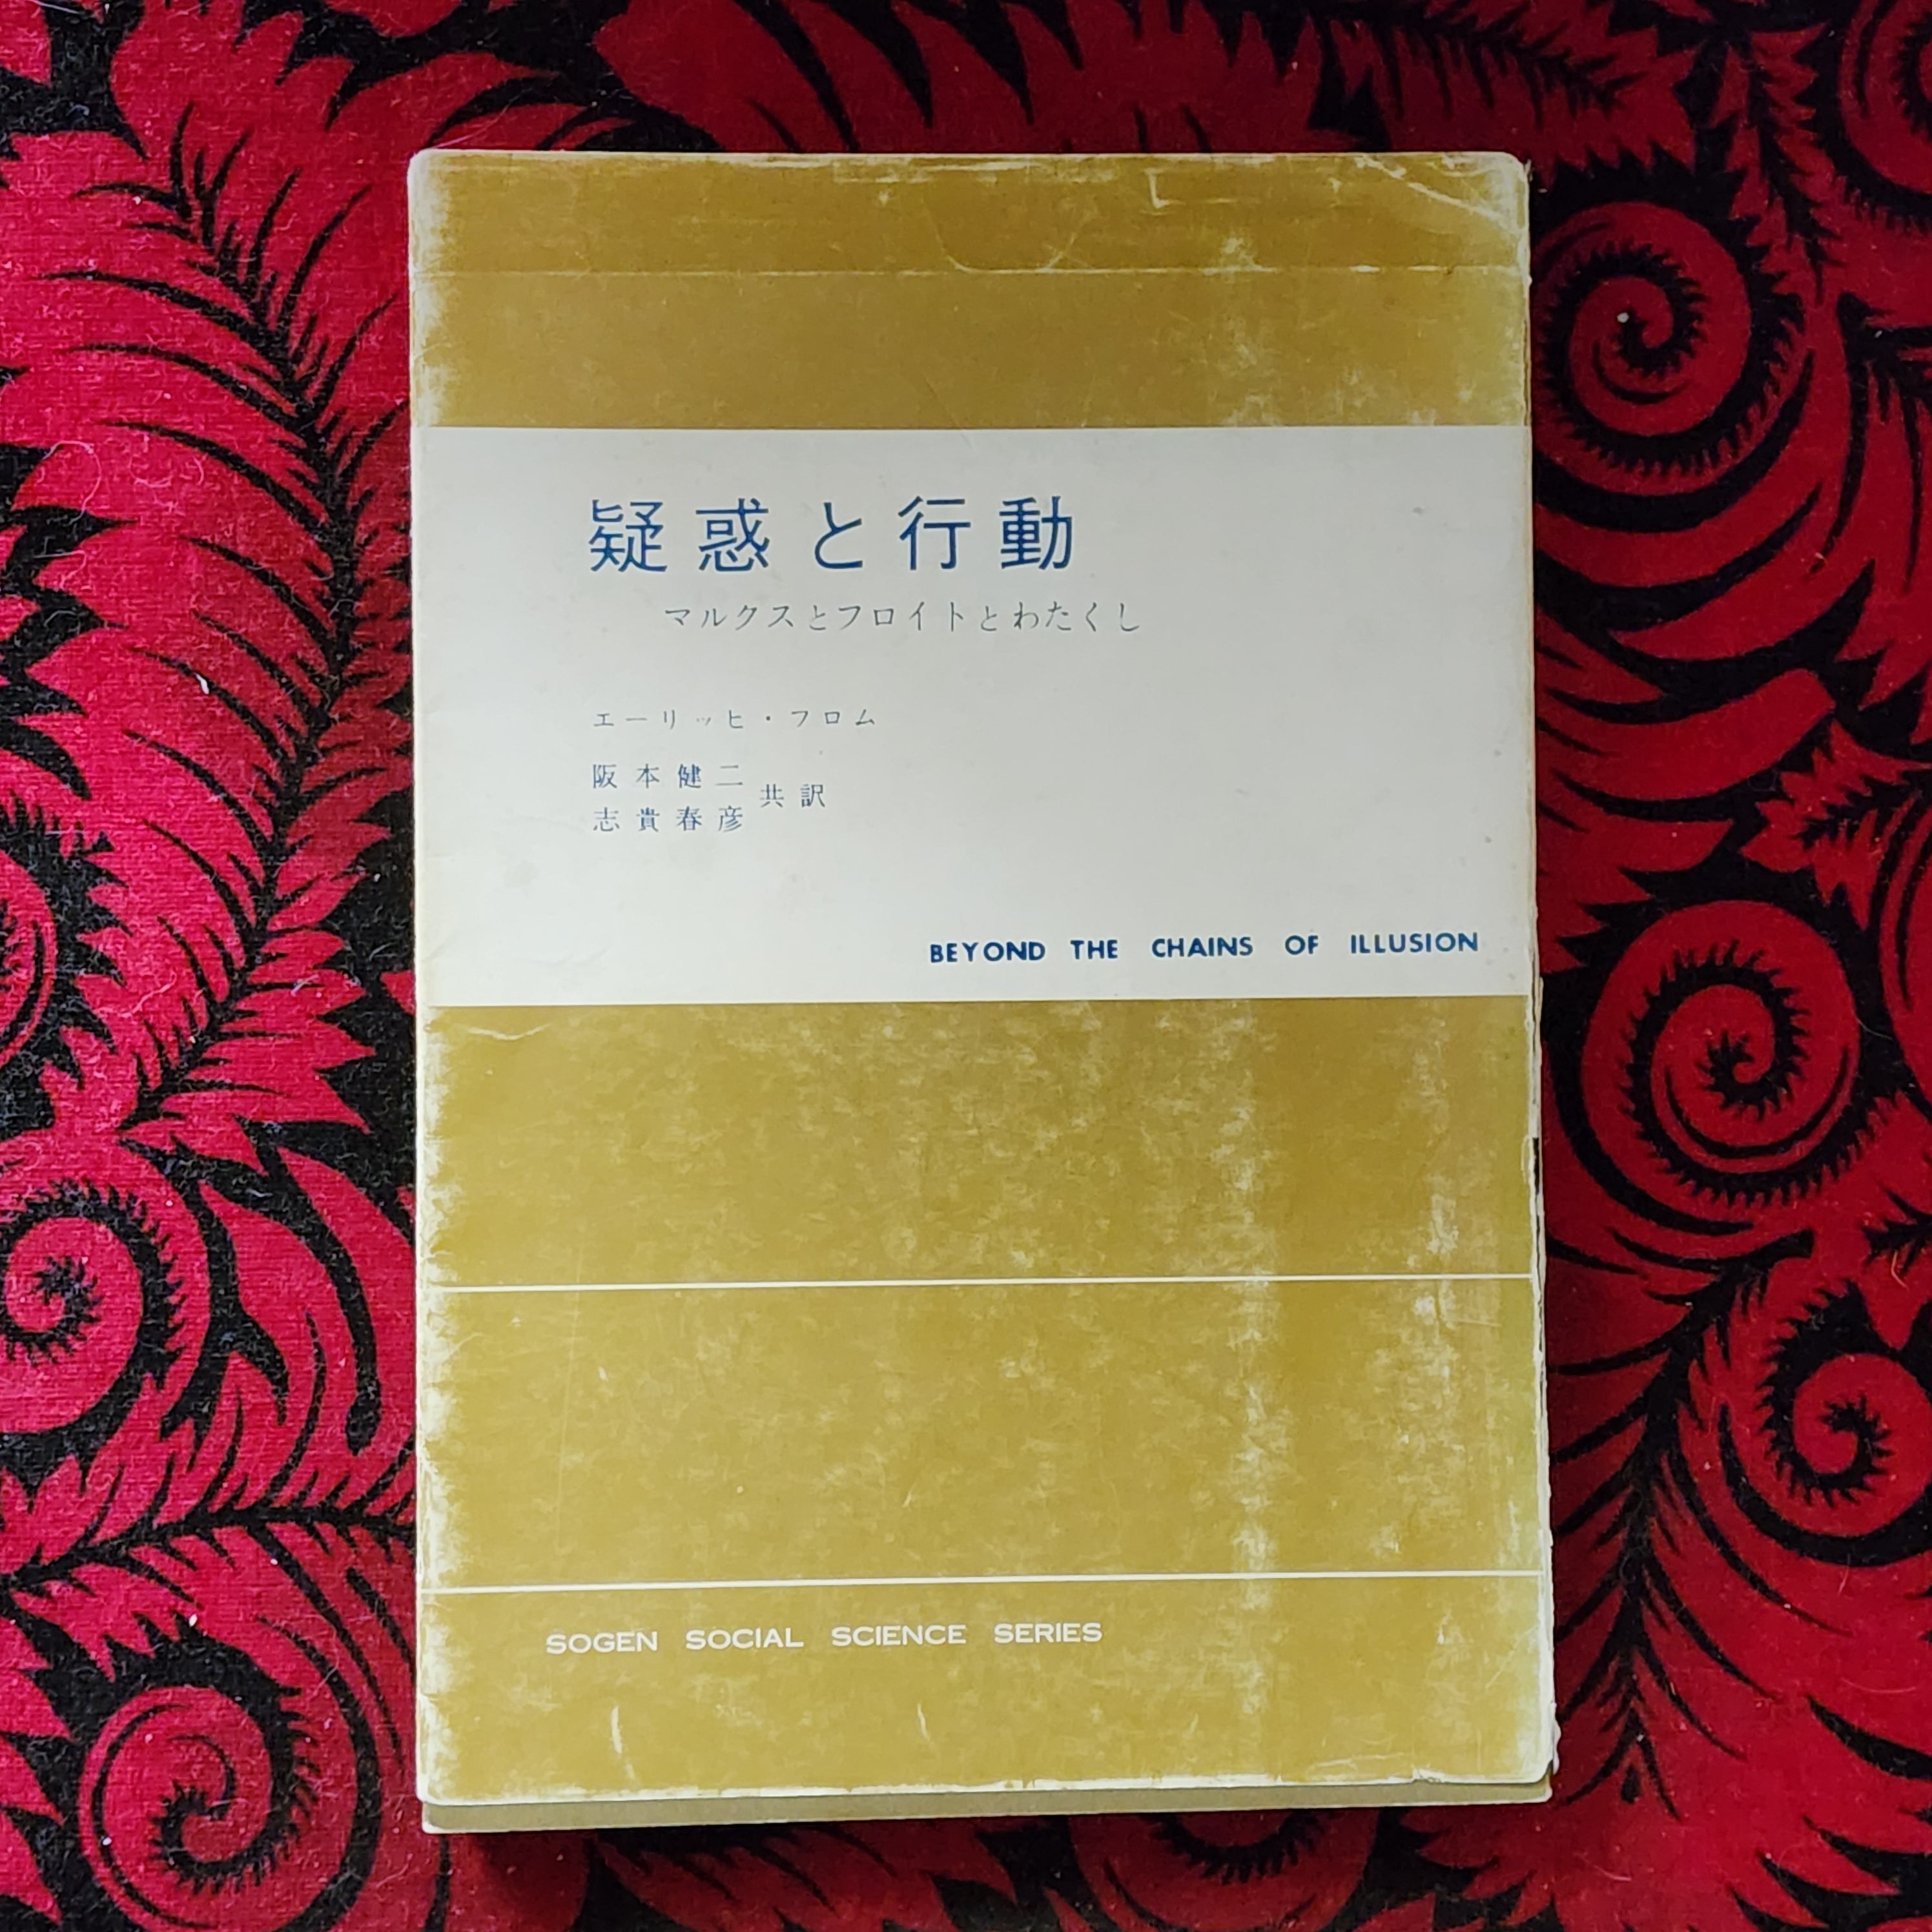 疑惑と行動
マルクスとフロイトとわたくし
エーリッヒ・フロム
阪本健二
志貴春彦
共訳
BEYOND THE CHAINS OF ILLUSION
SOGEN SOCIAL SCIENCE SERIES